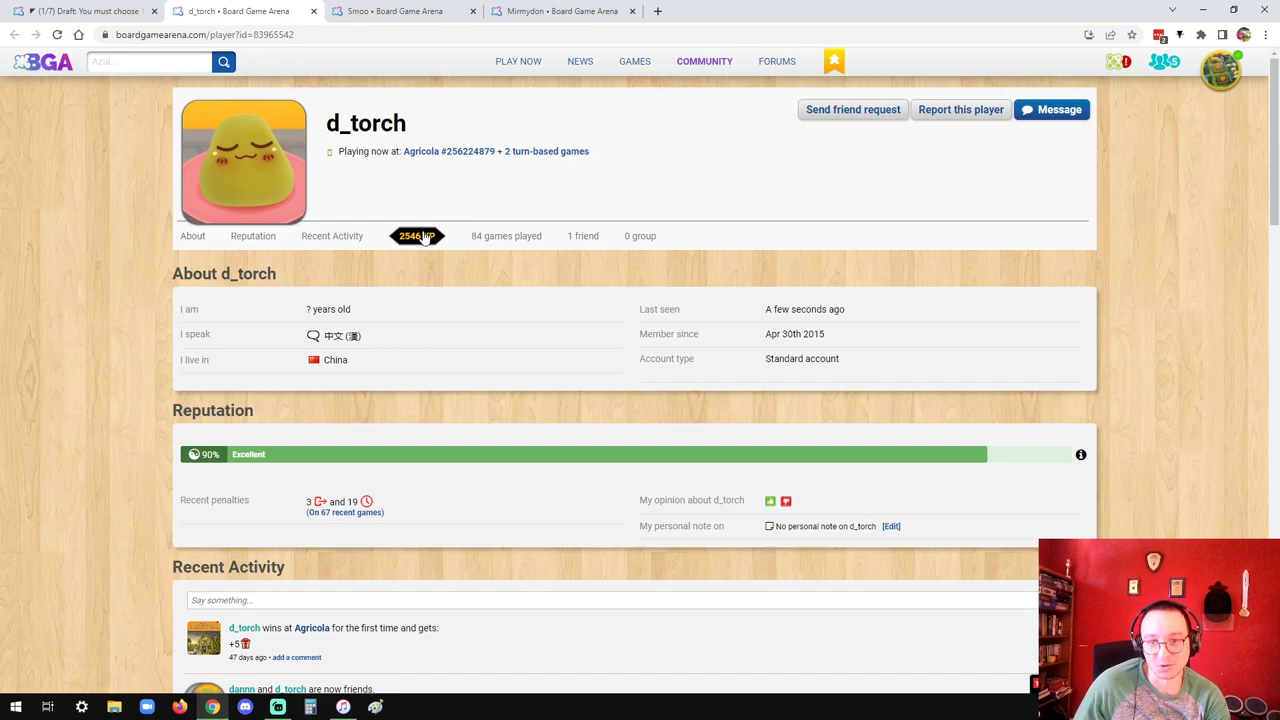 (1/7) Draft: You must choose 1
d_torch • Board Game Arena
Smoo • Board Game Arena
Mirmydon • Board Game Arena
boardgamearena.com/player?id=83965542
2
BGA
Azul...
PLAY NOW
NEWS
GAMES
COMMUNITY
FORUMS
!
5
d_torch
Send friend request
Report this player
Message
Playing now at: Agricola #256224879 + 2 turn-based games
About
Reputation
Recent Activity
84 games played
1 friend
0 group
About d_torch
I am
? years old
Last seen
A few seconds ago
I speak
中文 (漢)
Member since
Apr 30th 2015
I live in
China
Account type
Standard account
Reputation
90%
Excellent
Recent penalties
3 and 19
(On 67 recent games)
My opinion about d_torch
My personal note on
No personal note on d_torch [Edit]
Recent Activity
Say something...
d_torch wins at Agricola for the first time and gets:
+5
47 days ago • add a comment
dannn and d_torch are now friends.